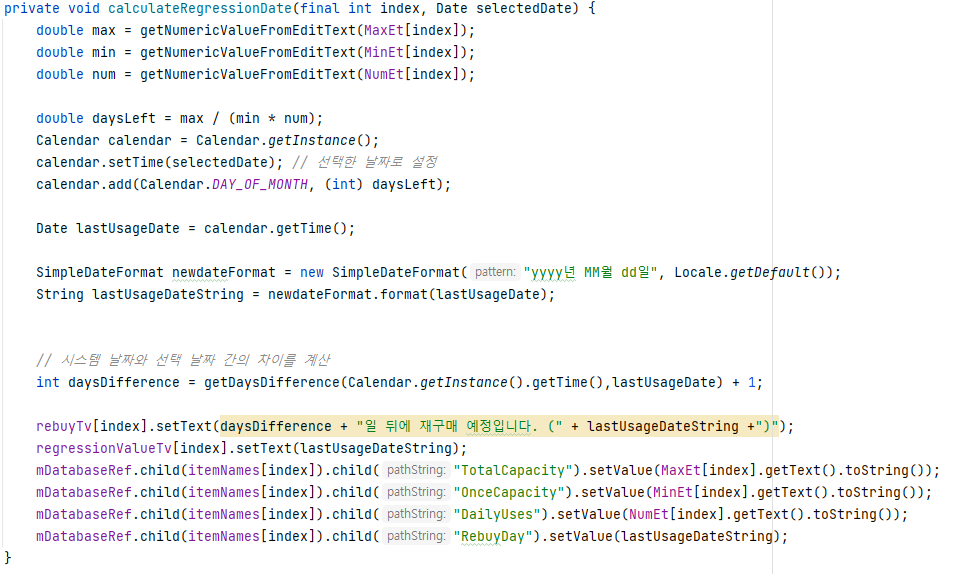 private void calculateRegressionDate(final int index, Date selectedDate) {
double max = getNumericValueFromEditText(MaxEt[index]);
double min = getNumericValueFromEditText(MinEt[index]);
double num = getNumericValueFromEditText(NumEt[index]);
double daysLeft = max / (min * num);
Calendar calendar = Calendar.getInstance();
calendar.setTime(selectedDate); // 선택한 날짜로 설정
calendar.add(Calendar.DAY_OF_MONTH, (int) daysLeft);
Date lastUsageDate = calendar.getTime();
SimpleDateFormat newdateFormat = new SimpleDateFormat( pattern: "yyyy년 MM월 dd일", Locale.getDefault());
String lastUsageDateString = newdateFormat.format(lastUsageDate);
// 시스템 날짜와 선택 날짜 간의 차이를 계산
int daysDifference = getDaysDifference(Calendar.getInstance().getTime(),lastUsageDate) + 1;
rebuyTv[index].setText(daysDifference + "일 뒤에 재구매 예정입니다. (" + lastUsageDateString +")");
regressionValueTv[index].setText(lastUsageDateString);
mDatabaseRef.child(itemNames[index]).child( pathString: "TotalCapacity").setValue(MaxEt[index].getText().toString());
mDatabaseRef.child(itemNames[index]).child( pathString: "OnceCapacity").setValue(MinEt[index].getText().toString());
mDatabaseRef.child(itemNames[index]).child( pathString: "DailyUses").setValue(NumEt[index].getText().toString());
mDatabaseRef.child(itemNames[index]).child( pathString: "RebuyDay").setValue(lastUsageDateString);
}